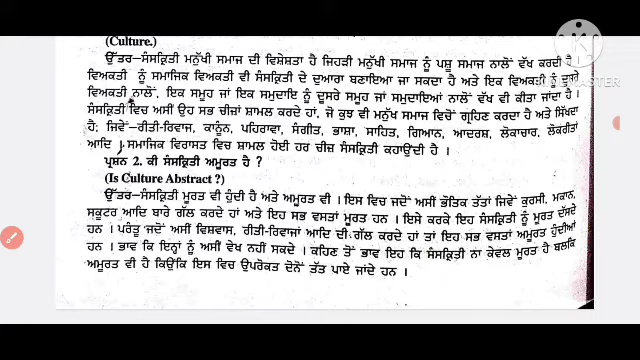 (Culture.)
ਉੱਤਰ—ਸੰਸਕ੍ਰਿਤੀ ਮਨੁੱਖੀ ਸਮਾਜ ਦੀ ਵਿਸ਼ੇਸ਼ਤਾ ਹੈ ਜਿਹੜੀ ਮਨੁੱਖੀ ਸਮਾਜ ਨੂੰ ਪਸ਼ੂ ਸਮਾਜ ਨਾਲੋਂ ਵੱਖ ਕਰਦੀ ਹੈ
ਵਿਅਕਤੀ ਨੂੰ ਸਮਾਜਿਕ ਵਿਅਕਤੀ ਵੀ ਸੰਸਕ੍ਰਿਤੀ ਦੇ ਦੁਆਰਾ ਬਣਾਇਆ ਜਾ ਸਕਦਾ ਹੈ ਅਤੇ ਇਕ ਵਿਅਕਤੀ ਨੂੰ ਦੂਸਰੇ
ਵਿਅਕਤੀ ਨਾਲੋਂ, ਇਕ ਸਮੂਹ ਜਾਂ ਇਕ ਸਮੁਦਾਇ ਨੂੰ ਦੂਸਰੇ ਸਮੂਹ ਜਾਂ ਸਮੁਦਾਇਆਂ ਨਾਲੋਂ ਵੱਖ ਵੀ ਕੀਤਾ ਜਾਂਦਾ ਹੈ।
ਸੰਸਕ੍ਰਿਤੀ ਵਿਚ ਅਸੀਂ ਉਹ ਸਭ ਚੀਜ਼ਾਂ ਸ਼ਾਮਲ ਕਰਦੇ ਹਾਂ, ਜੋ ਕੁਝ ਵੀ ਮਨੁੱਖ ਸਮਾਜ ਵਿਚੋਂ ਗ੍ਰਹਿਣ ਕਰਦਾ ਹੈ ਅਤੇ ਸਿੱਖਦਾ
ਹੈ; ਜਿਵੇਂ—ਰੀਤੀ-ਰਿਵਾਜ, ਕਾਨੂੰਨ, ਪਹਿਰਾਵਾ, ਸੰਗੀਤ, ਭਾਸ਼ਾ, ਸਾਹਿਤ, ਗਿਆਨ, ਆਦਰਸ਼, ਲੋਕਾਚਾਰ, ਲੋਕਰੀਤਾਂ
ਆਦਿ। ਸਮਾਜਿਕ ਵਿਰਾਸਤ ਵਿਚ ਸ਼ਾਮਲ ਹੋਈ ਹਰ ਚੀਜ਼ ਸੰਸਕ੍ਰਿਤੀ ਕਹਾਉਂਦੀ ਹੈ।
ਪ੍ਰਸ਼ਨ 2. ਕੀ ਸੰਸਕ੍ਰਿਤੀ ਅਮੂਰਤ ਹੈ ?
(Is Culture Abstract ?)
ਉੱਤਰ—ਸੰਸਕ੍ਰਿਤੀ ਮੂਰਤ ਵੀ ਹੁੰਦੀ ਹੈ ਅਤੇ ਅਮੂਰਤ ਵੀ। ਇਸ ਵਿਚ ਜਦੋਂ ਅਸੀਂ ਭੌਤਿਕ ਤੱਤਾਂ ਜਿਵੇਂ ਕੁਰਸੀ, ਮਕਾਨ,
ਸਕੂਟਰ ਆਦਿ ਬਾਰੇ ਗੱਲ ਕਰਦੇ ਹਾਂ ਅਤੇ ਇਹ ਸਭ ਵਸਤਾਂ ਮੂਰਤ ਹਨ। ਇਸੇ ਕਰਕੇ ਇਹ ਸੰਸਕ੍ਰਿਤੀ ਨੂੰ ਮੂਰਤ ਦੱਸਦੇ
ਹਨ। ਪਰੰਤੂ ਜਦੋਂ ਅਸੀਂ ਵਿਸ਼ਵਾਸ, ਰੀਤੀ-ਰਿਵਾਜਾਂ ਆਦਿ ਦੀ ਗੱਲ ਕਰਦੇ ਹਾਂ ਤਾਂ ਇਹ ਸਭ ਵਸਤਾਂ ਅਮੂਰਤ ਹੁੰਦੀਆਂ
ਹਨ। ਭਾਵ ਕਿ ਇਨ੍ਹਾਂ ਨੂੰ ਅਸੀਂ ਵੇਖ ਨਹੀਂ ਸਕਦੇ। ਕਹਿਣ ਤੋਂ ਭਾਵ ਇਹ ਕਿ ਸੰਸਕ੍ਰਿਤੀ ਨਾ ਕੇਵਲ ਮੂਰਤ ਹੈ ਬਲਕਿ
ਅਮੂਰਤ ਵੀ ਹੈ ਕਿਉਂਕਿ ਇਸ ਵਿਚ ਉਪਰੋਕਤ ਦੋਨੋਂ ਤੱਤ ਪਾਏ ਜਾਂਦੇ ਹਨ।